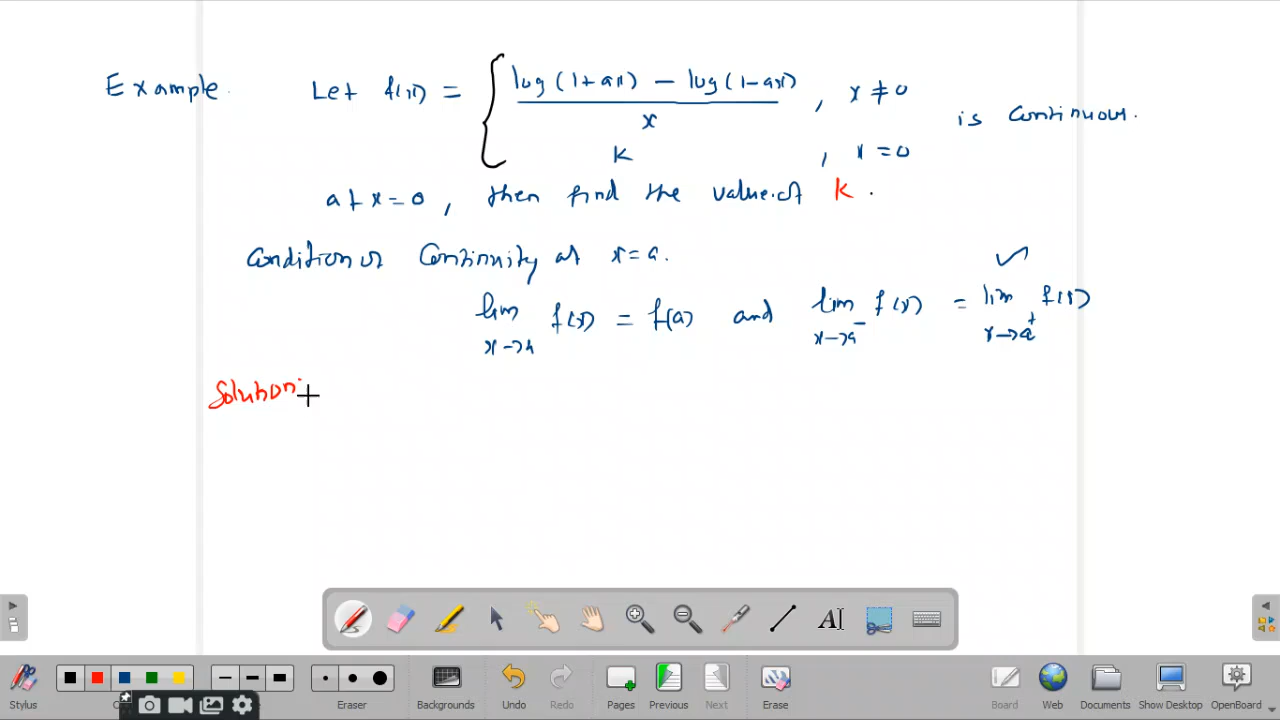 Example. Let f(x) = { log(1+ax) − log(1−ax) / x , x ≠ 0 is continuous.
k , x = 0
at x = 0 , then find the value of k .
Condition of Continuity at x = a.
lim x→a f(x) = f(a) and lim x→a⁻ f(x) = lim x→a⁺ f(x)
Solution:
Stylus
Eraser
Backgrounds
Undo
Redo
Pages
Previous
Next
Erase
Board
Web
Documents
Show Desktop
OpenBoard